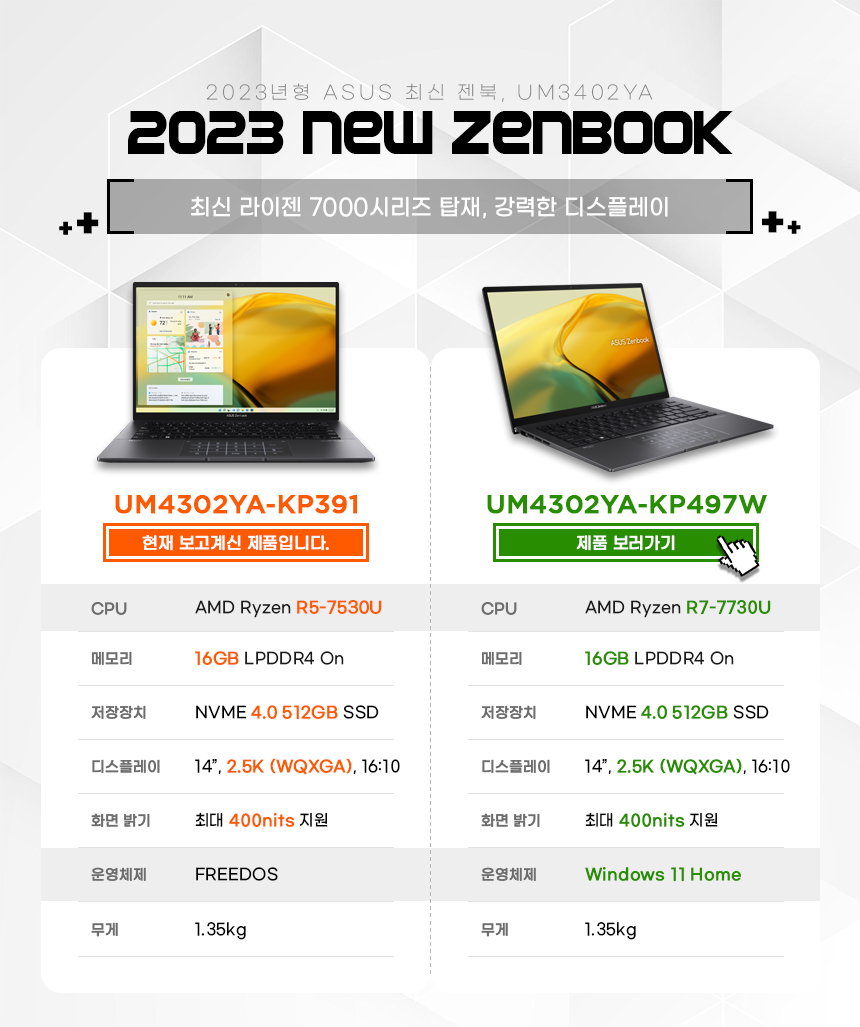 2023년형 ASUS 최신 젠북, UM3402YA
2023 NEW ZENBOOK
최신 라이젠 7000시리즈 탑재, 강력한 디스플레이
ASUS Zenbook
UM4302YA-KP391
현재 보고계신 제품입니다.
CPU AMD Ryzen R5-7530U
메모리 16GB LPDDR4 On
저장장치 NVME 4.0 512GB SSD
디스플레이 14”, 2.5K (WQXGA), 16:10
화면 밝기 최대 400nits 지원
운영체제 FREEDOS
무게 1.35kg
UM4302YA-KP497W
제품 보러가기
CPU AMD Ryzen R7-7730U
메모리 16GB LPDDR4 On
저장장치 NVME 4.0 512GB SSD
디스플레이 14”, 2.5K (WQXGA), 16:10
화면 밝기 최대 400nits 지원
운영체제 Windows 11 Home
무게 1.35kg